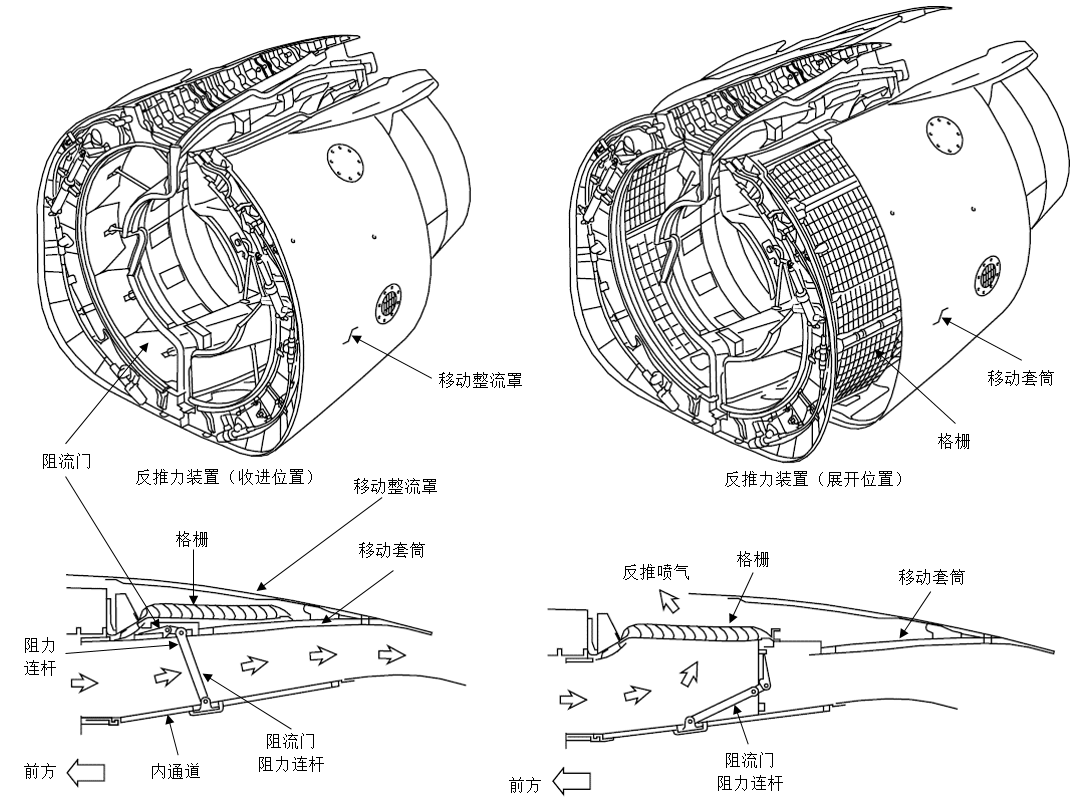 移动整流罩
移动套筒
格栅
阻流门
反推力装置（收进位置）
反推力装置（展开位置）
移动整流罩
格栅
移动套筒
阻力
连杆
阻流门
阻力连杆
前方
内通道
反推喷气
格栅
移动套筒
阻流门
阻力连杆
前方